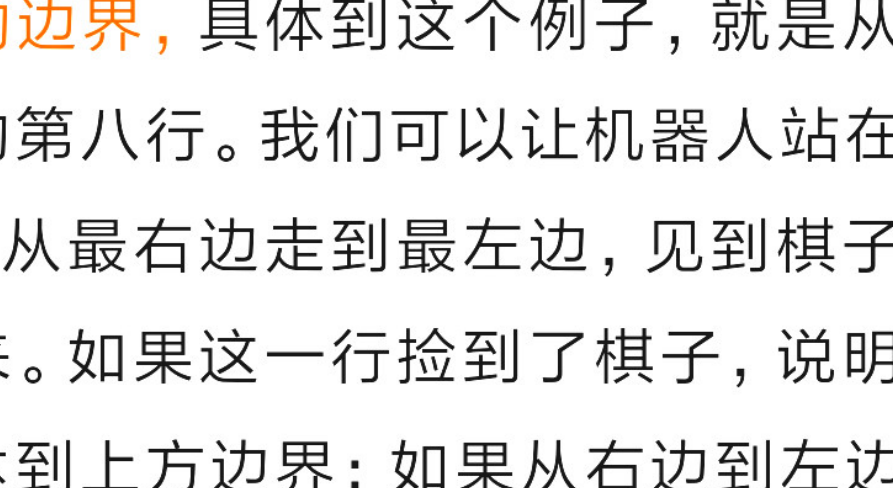 边界，具体到这个例子，就是从
第八行。我们可以让机器人站在
从最右边走到最左边，见到棋子
。如果这一行捡到了棋子，说明
到上方边界；如果从右边到左边